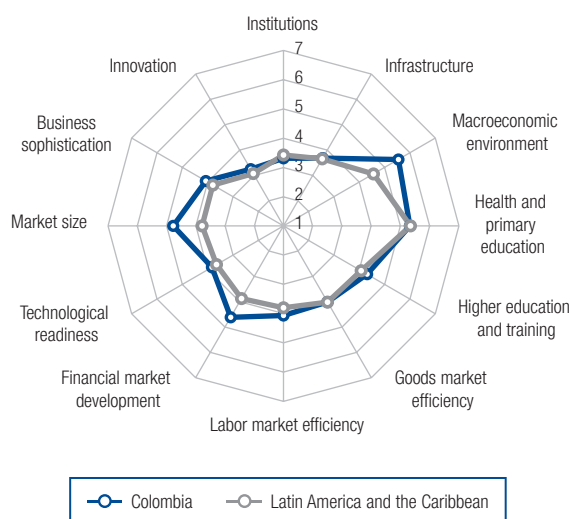 Institutions
7
6
5
4
3
2
1
Infrastructure
Macroeconomic
environment
Health and
primary
education
Higher education
and training
Goods market
efficiency
Labor market efficiency
Financial market
development
Technological
readiness
Market size
Business
sophistication
Innovation
Colombia
Latin America and the Caribbean